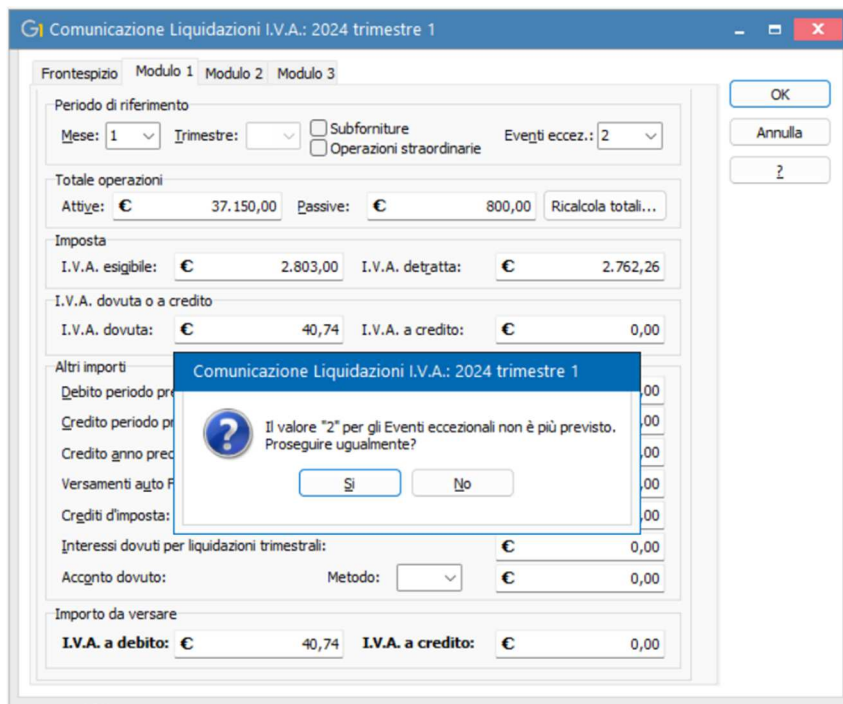 G1 Comunicazione Liquidazioni I.V.A.: 2024 trimestre 1
Frontespizio Modulo 1 Modulo 2 Modulo 3
OK
Annulla
?
Periodo di riferimento
Mese: 1 Trimestre: Subforniture Eventi eccez.: 2
Operazioni straordinarie
Totale operazioni
Attive: € 37.150,00 Passive: € 800,00 Ricalcola totali...
Imposta
I.V.A. esigibile: € 2.803,00 I.V.A. detratta: € 2.762,26
I.V.A. dovuta o a credito
I.V.A. dovuta: € 40,74 I.V.A. a credito: € 0,00
Altri importi
Debito periodo pre ,00
Credito periodo pr ,00
Credito anno prec ,00
Versamenti auto F ,00
Crediti d'imposta: ,00
Comunicazione Liquidazioni I.V.A.: 2024 trimestre 1
Il valore "2" per gli Eventi eccezionali non è più previsto.
Proseguire ugualmente?
Si No
Interessi dovuti per liquidazioni trimestrali: € 0,00
Acconto dovuto: Metodo: € 0,00
Importo da versare
I.V.A. a debito: € 40,74 I.V.A. a credito: € 0,00